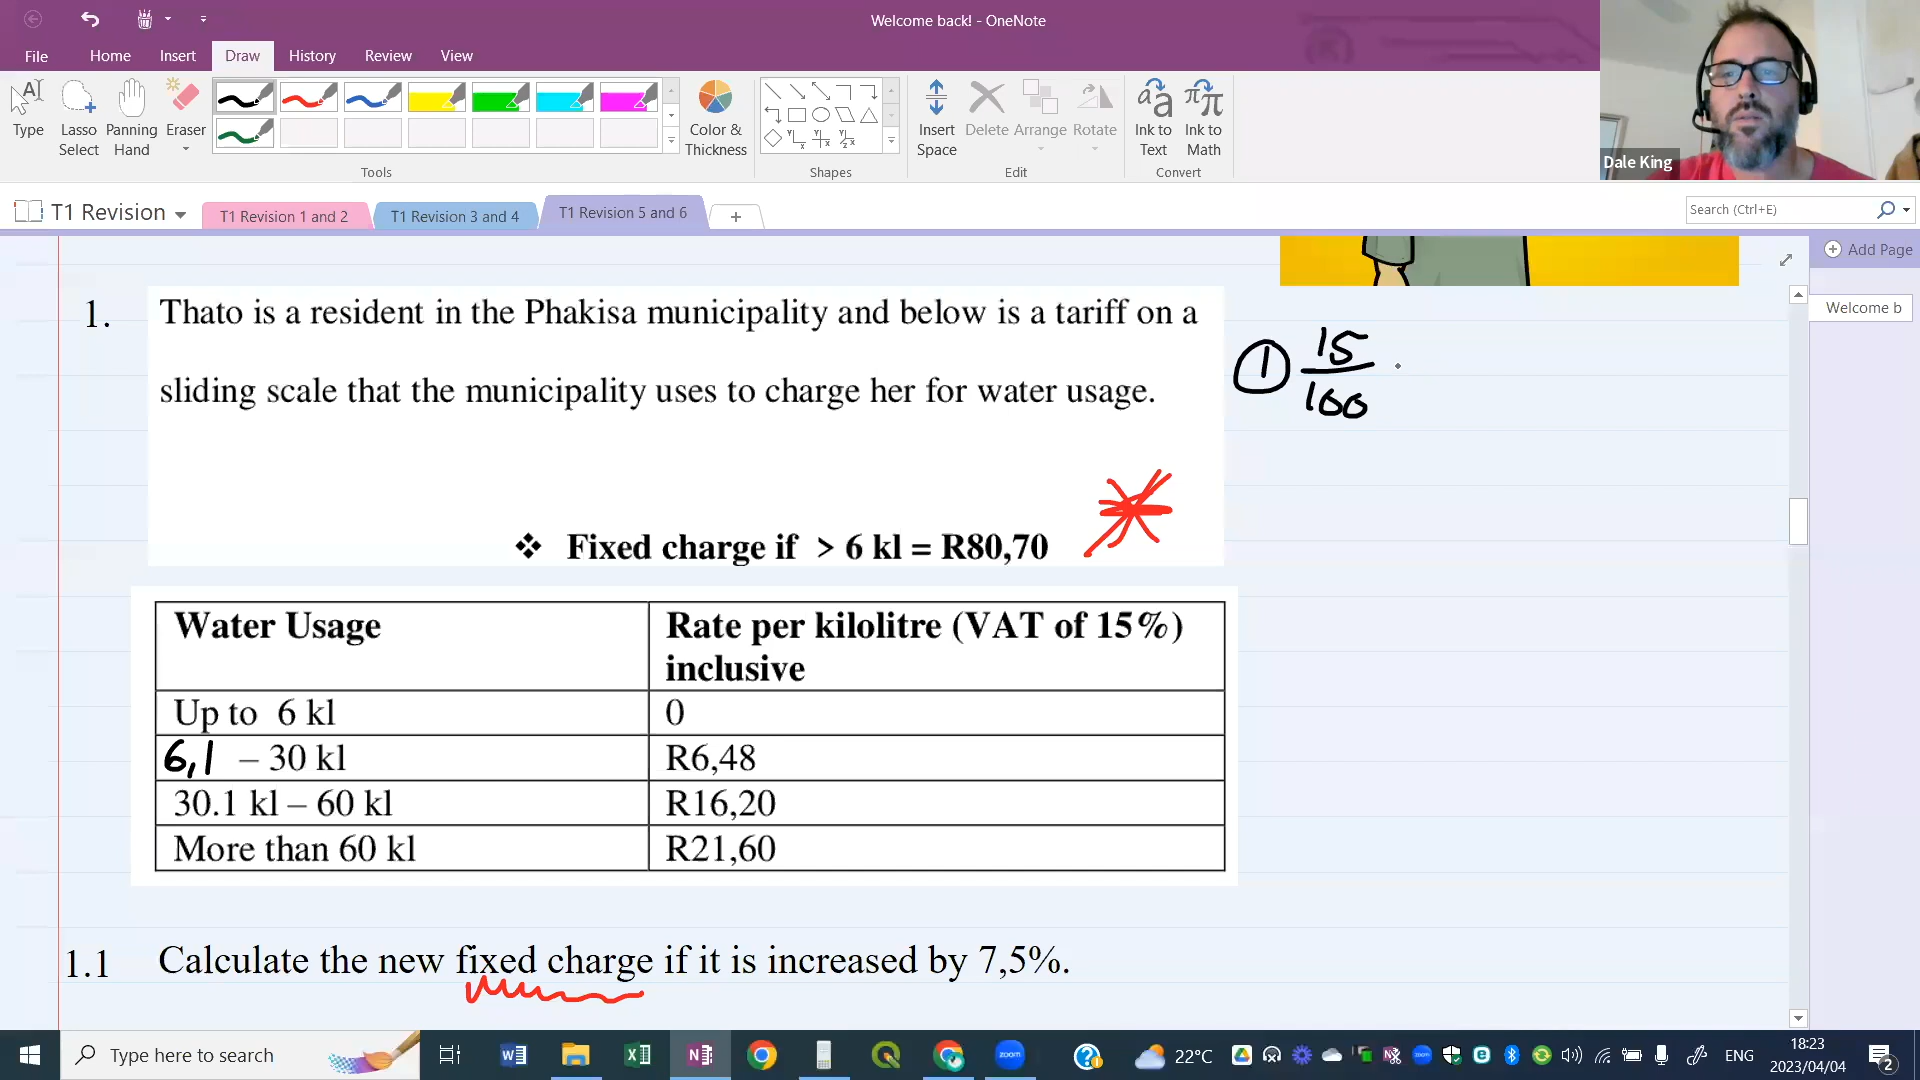 Welcome back! - OneNote
File
Home
Insert
Draw
History
Review
View
Type
Lasso Select
Panning Hand
Eraser
Color & Thickness
Insert Space
Delete
Arrange
Rotate
Ink to Text
Ink to Math
Tools
Shapes
Edit
Convert
Dale King
T1 Revision
T1 Revision 1 and 2
T1 Revision 3 and 4
T1 Revision 5 and 6
Search (Ctrl+E)
Add Page
Welcome b
1. Thato is a resident in the Phakisa municipality and below is a tariff on a
sliding scale that the municipality uses to charge her for water usage.
❖ Fixed charge if > 6 kl = R80,70
1 15
100
Water Usage Rate per kilolitre (VAT of 15%)
inclusive
Up to 6 kl 0
6,1 – 30 kl R6,48
30.1 kl – 60 kl R16,20
More than 60 kl R21,60
1.1 Calculate the new fixed charge if it is increased by 7,5%.
Type here to search
zoom
22°C
ENG
18:23
2023/04/04
2